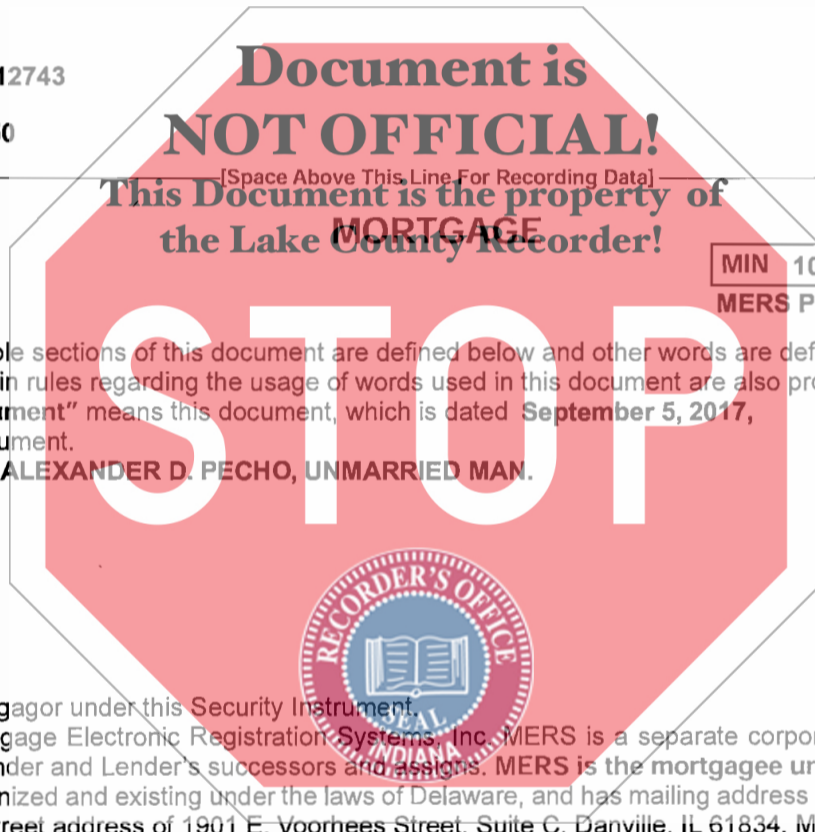 12743
0
Document is
NOT OFFICIAL!
[Space Above This Line For Recording Data]
This Document is the property of
MORTGAGE
the Lake County Recorder!
MIN 10
MERS P
ole sections of this document are defined below and other words are def
in rules regarding the usage of words used in this document are also pro
ument" means this document, which is dated September 5, 2017,
ument.
ALEXANDER D. PECHO, UNMARRIED MAN.
STOP
RECORDER'S OFFICE
SEAL
INDIANA
gagor under this Security Instrument.
gage Electronic Registration Systems, Inc. MERS is a separate corpor
nder and Lender's successors and assigns. MERS is the mortgagee un
nized and existing under the laws of Delaware, and has mailing address
reet address of 1901 E. Voorhees Street, Suite C, Danville, IL 61834. M